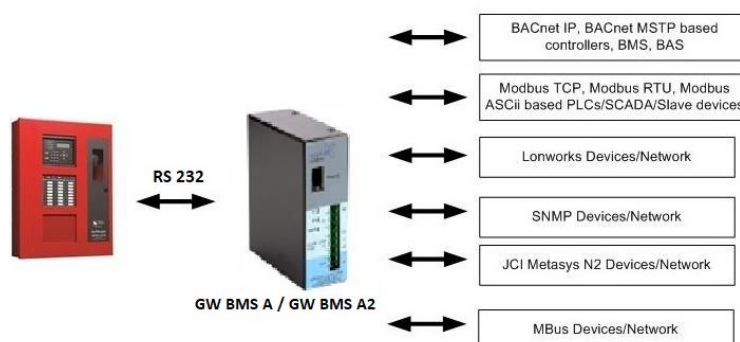 BACnet IP, BACnet MSTP based
controllers, BMS, BAS
Modbus TCP, Modbus RTU, Modbus
ASCii based PLCs/SCADA/Slave devices
RS 232
Lonworks Devices/Network
SNMP Devices/Network
JCI Metasys N2 Devices/Network
GW BMS A / GW BMS A2
MBus Devices/Network